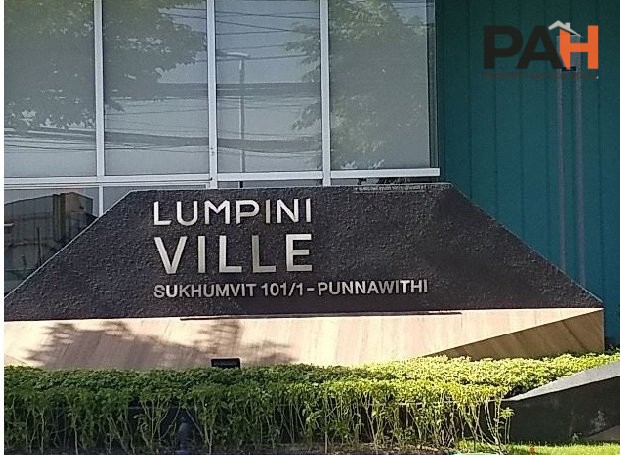 PAH
LUMPINI
VILLE
SUKHUMVIT 101/1-PUNNAWITHI